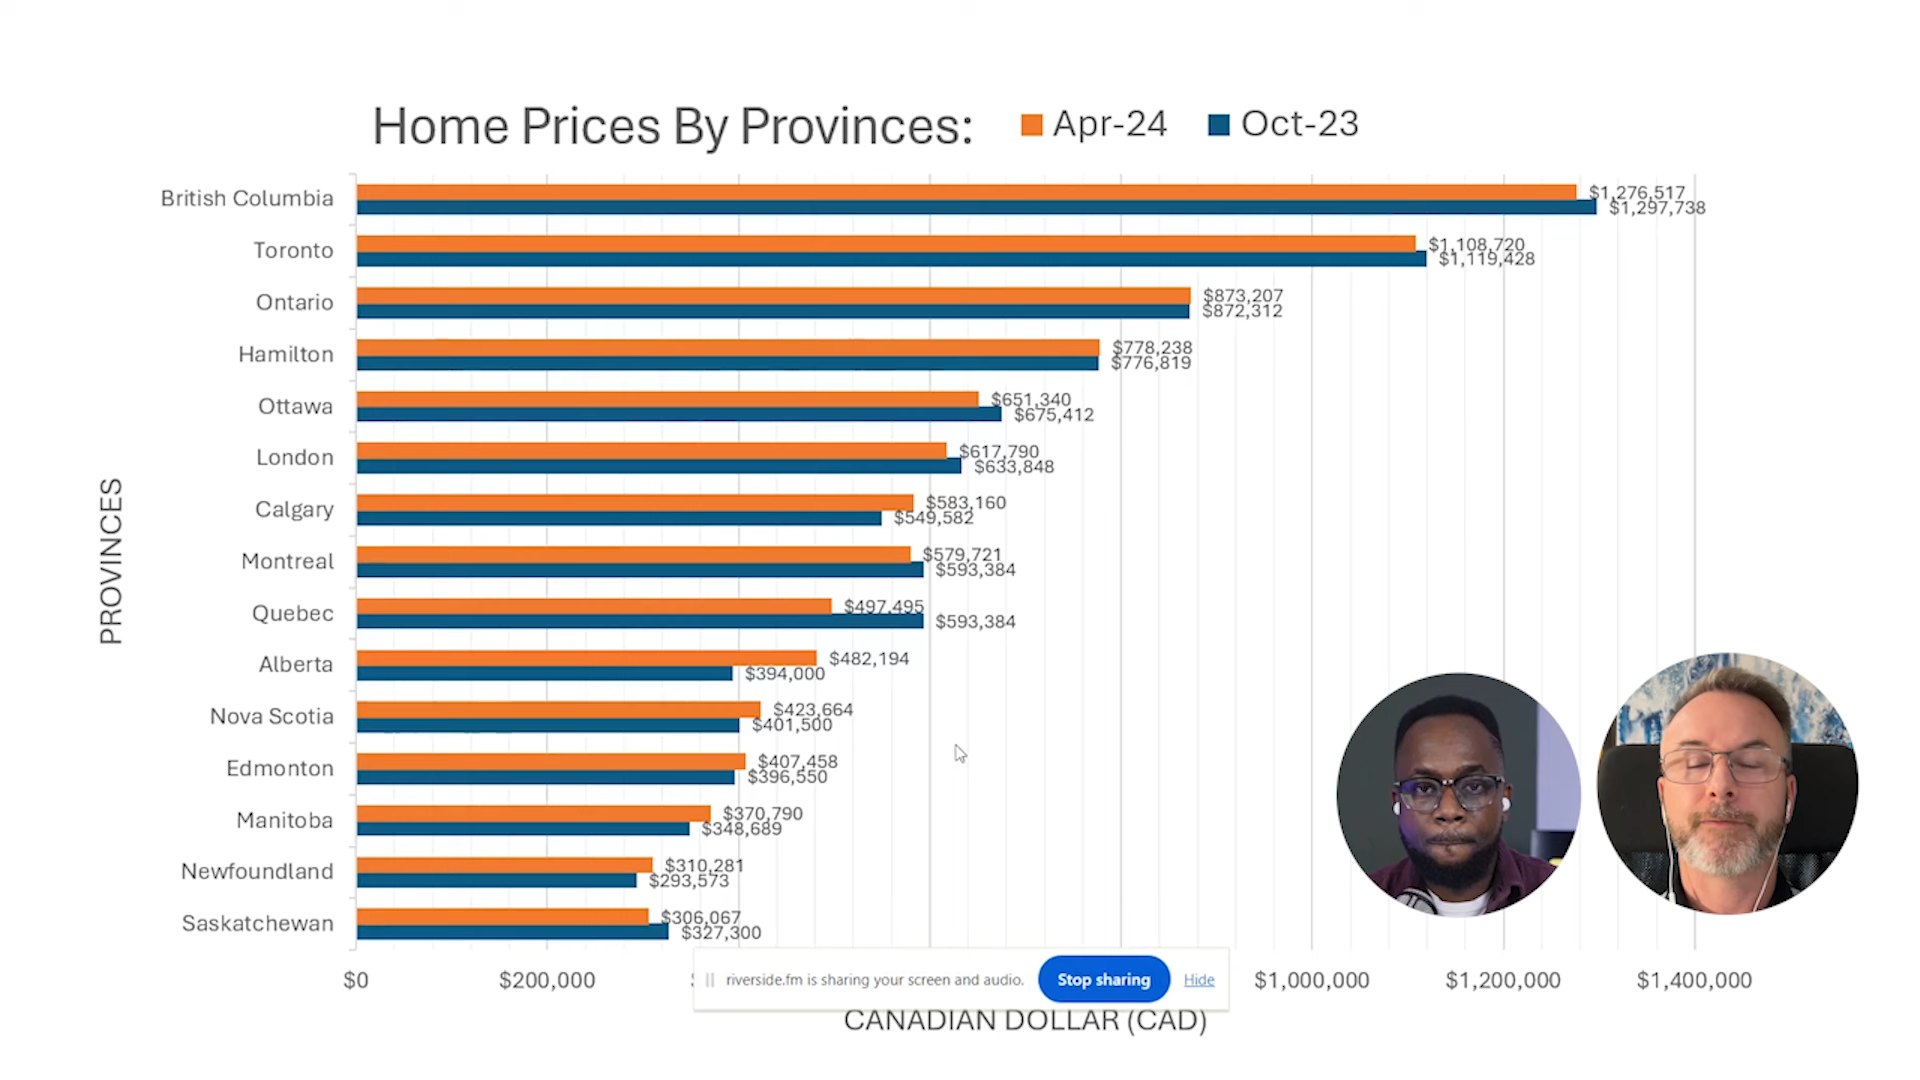 Home Prices By Provinces:
Apr-24
Oct-23
PROVINCES
British Columbia
$1,276,517
$1,297,738
Toronto
$1,108,720
$1,119,428
Ontario
$873,207
$872,312
Hamilton
$778,238
$776,819
Ottawa
$651,340
$675,412
London
$617,790
$633,848
Calgary
$583,160
$549,582
Montreal
$579,721
$593,384
Quebec
$497,495
$593,384
Alberta
$482,194
$394,000
Nova Scotia
$423,664
$401,500
Edmonton
$407,458
$396,550
Manitoba
$370,790
$348,689
Newfoundland
$310,281
$293,573
Saskatchewan
$306,067
$327,300
$0
$200,000
$1,000,000
$1,200,000
$1,400,000
riverside.fm is sharing your screen and audio.
Stop sharing
Hide
CANADIAN DOLLAR (CAD)